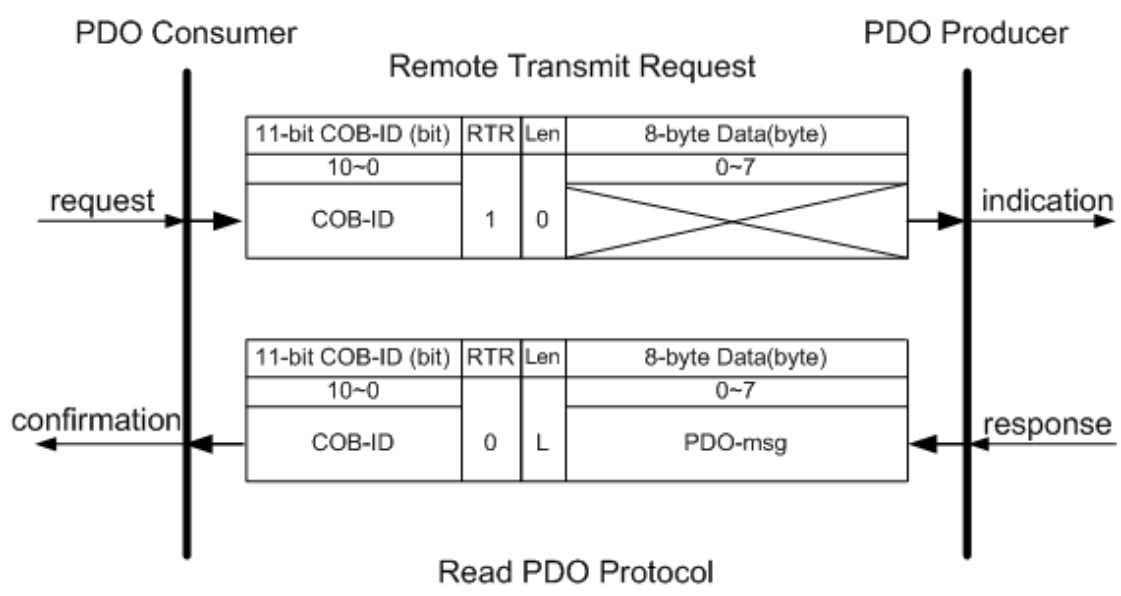 PDO Consumer PDO Producer
Remote Transmit Request
11-bit COB-ID (bit) RTR Len 8-byte Data(byte)
10~0 0~7
request COB-ID 1 0 indication
11-bit COB-ID (bit) RTR Len 8-byte Data(byte)
10~0 0~7
confirmation COB-ID 0 L PDO-msg response
Read PDO Protocol